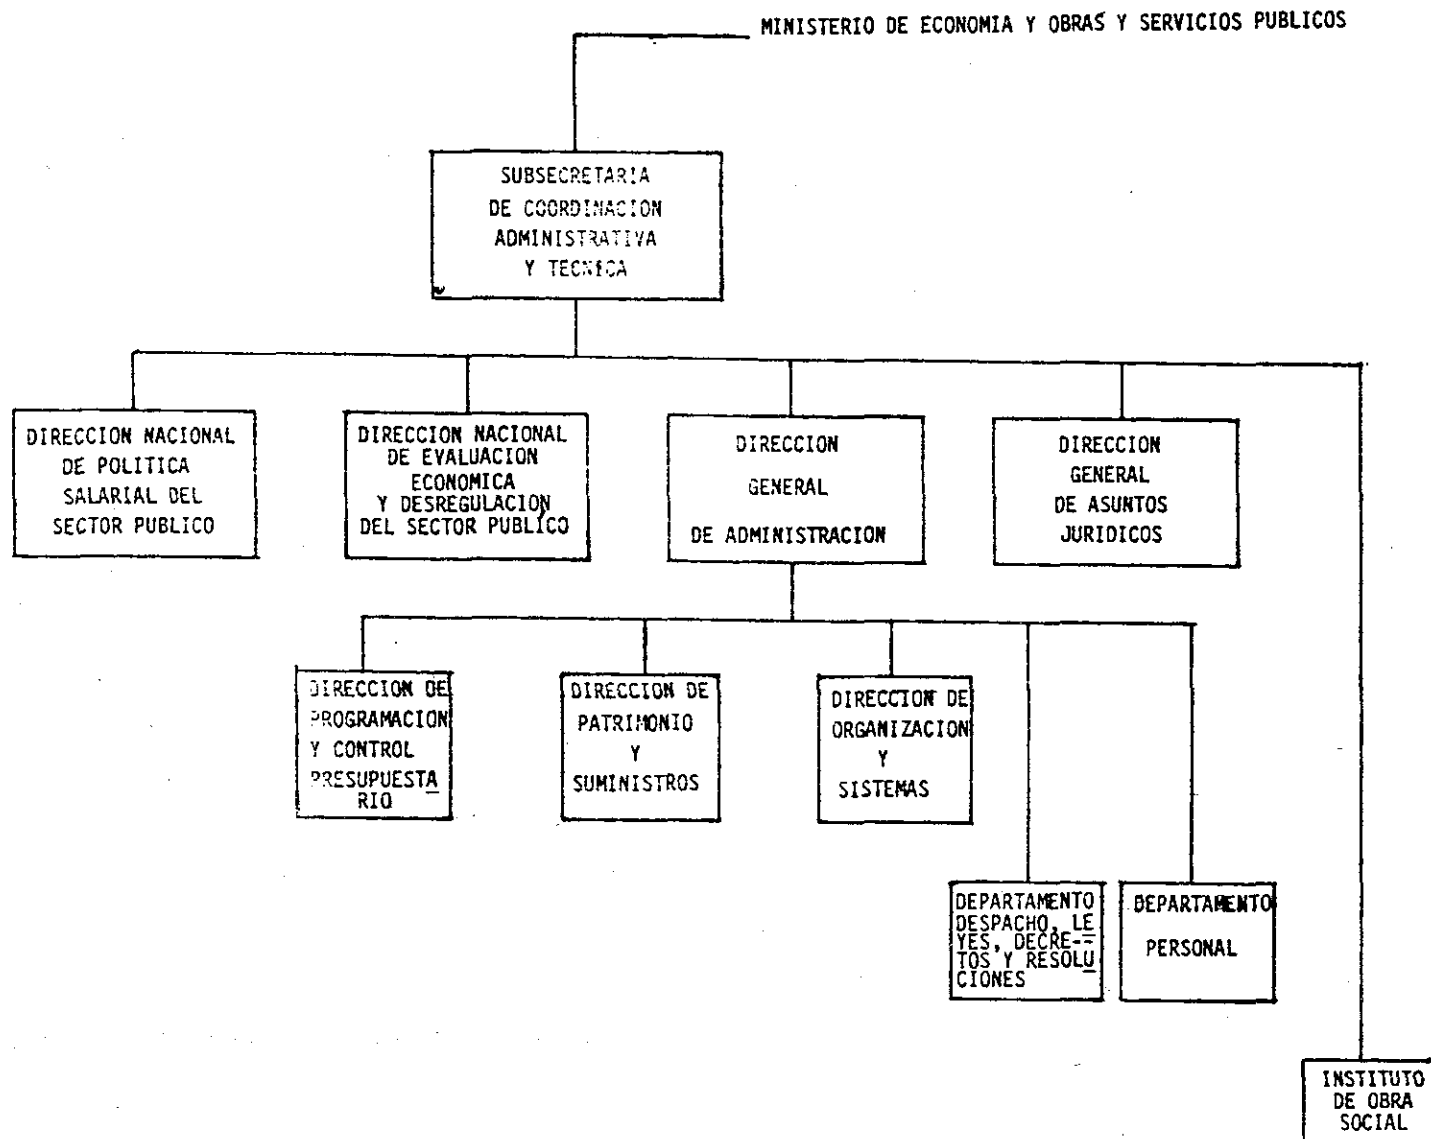 MINISTERIO DE ECONOMIA Y OBRAS Y SERVICIOS PUBLICOS
SUBSECRETARIA
DE COORDINACION
ADMINISTRATIVA
Y TECNICA
DIRECCION NACIONAL
DE POLITICA
SALARIAL DEL
SECTOR PUBLICO
DIRECCION NACIONAL
DE EVALUACION
ECONOMICA
Y DESREGULACION
DEL SECTOR PUBLICO
DIRECCION
GENERAL
DE ADMINISTRACION
DIRECCION
GENERAL
DE ASUNTOS
JURIDICOS
DIRECCION DE
PROGRAMACION
Y CONTROL
PRESUPUESTA
RIO
DIRECCION DE
PATRIMONIO
Y
SUMINISTROS
DIRECCION DE
ORGANIZACION
Y
SISTEMAS
DEPARTAMENTO
DESPACHO, LE
YES, DECRE--
TOS Y RESOLU
CIONES
DEPARTAMENTO
PERSONAL
INSTITUTO
DE OBRA
SOCIAL